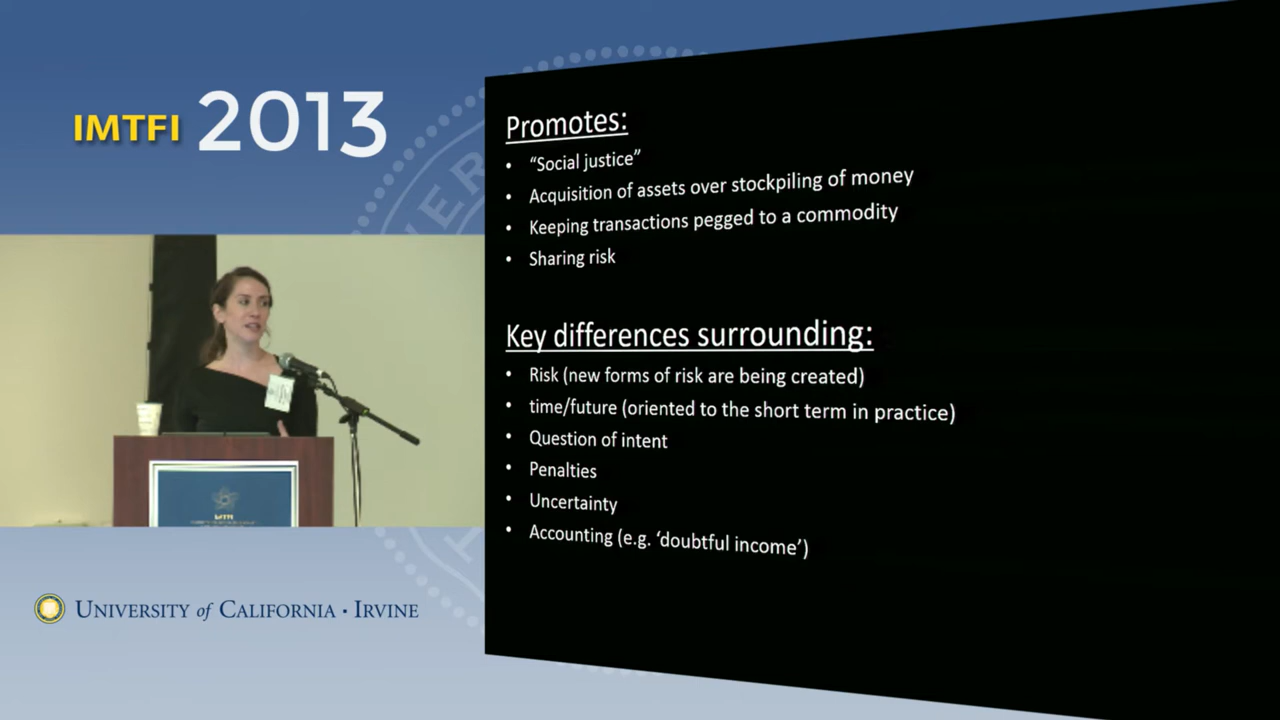 IMTFI 2013
Promotes:
• “Social justice”
• Acquisition of assets over stockpiling of money
• Keeping transactions pegged to a commodity
• Sharing risk
Key differences surrounding:
• Risk (new forms of risk are being created)
• time/future (oriented to the short term in practice)
• Question of intent
• Penalties
• Uncertainty
• Accounting (e.g. ‘doubtful income’)
IMTFI
UNIVERSITY of CALIFORNIA • IRVINE